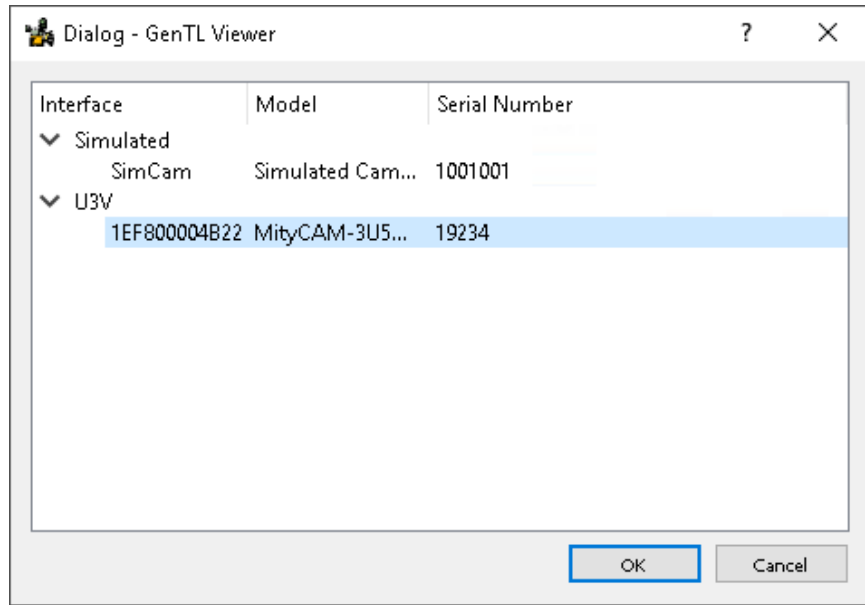 Dialog - GenTL Viewer ?
Interface Model Serial Number
Simulated
SimCam Simulated Cam... 1001001
U3V
1EF800004B22 MityCAM-3U5... 19234
OK Cancel